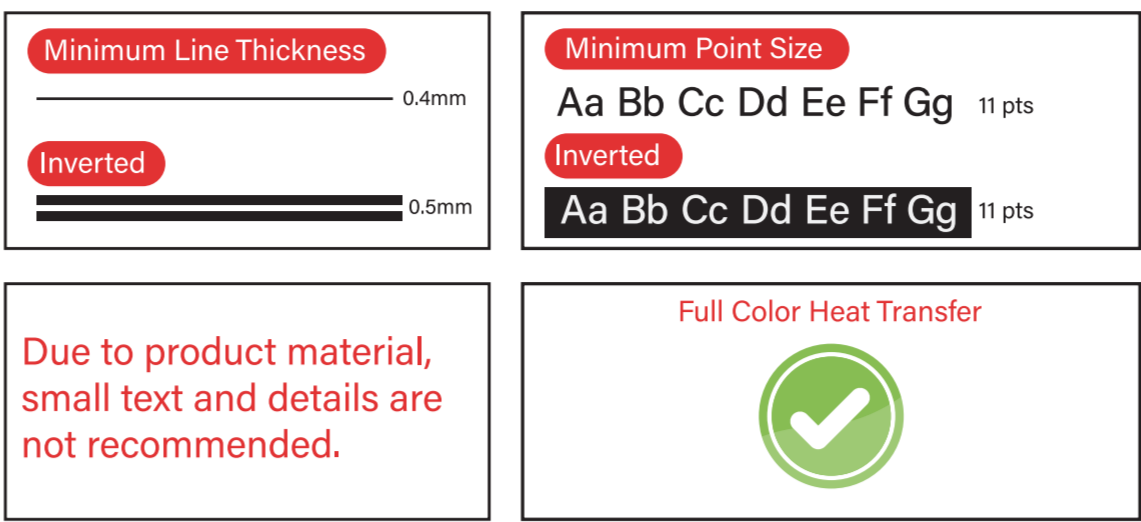 Minimum Line Thickness
0.4mm
Inverted
0.5mm
Minimum Point Size
Aa Bb Cc Dd Ee Ff Gg 11 pts
Inverted
Aa Bb Cc Dd Ee Ff Gg 11 pts
Due to product material,
small text and details are
not recommended.
Full Color Heat Transfer